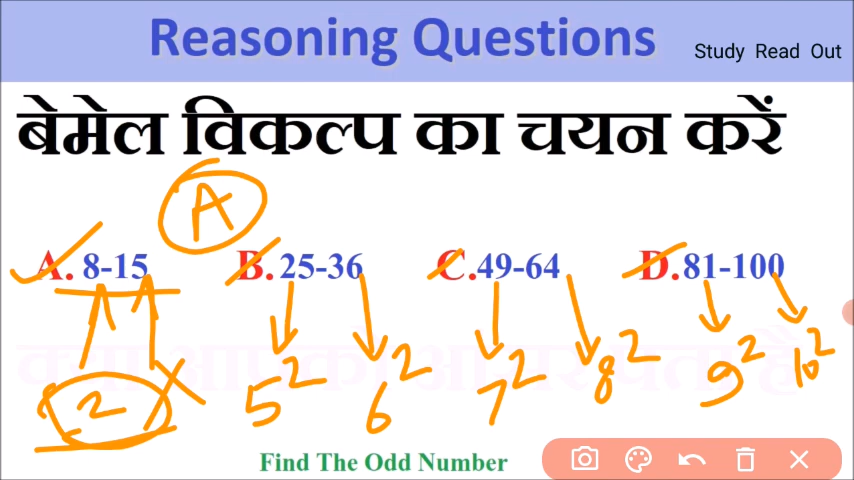 Reasoning Questions
Study Read Out
बेमेल विकल्प का चयन करें
A
A. 8-15 B. 25-36 C. 49-64 D. 81-100
2 5² 6² 7² 8² 9² 10²
Find The Odd Number